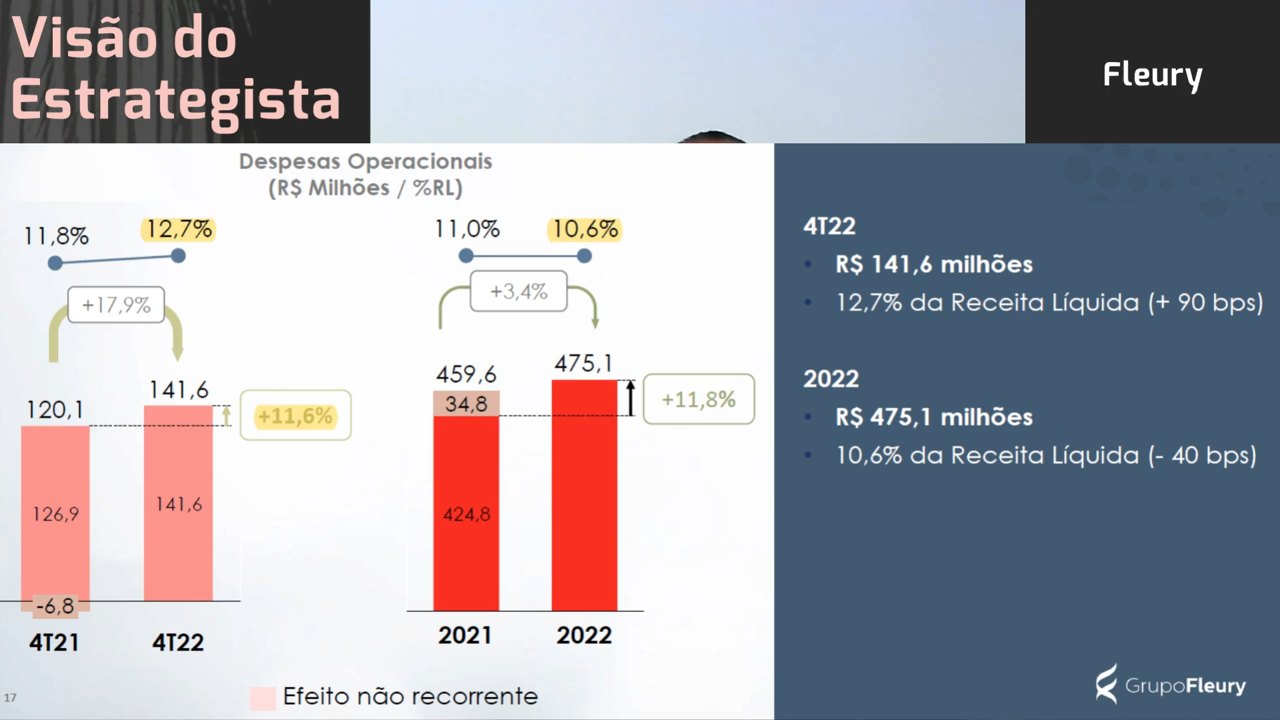 Visão do
Estrategista
Fleury
Despesas Operacionais
(R$ Milhões / %RL)
11,8%
12,7%
+17,9%
120,1
141,6
+11,6%
126,9
141,6
-6,8
4T21
4T22
11,0%
10,6%
+3,4%
459,6
475,1
34,8
+11,8%
424,8
2021
2022
Efeito não recorrente
17
4T22
• R$ 141,6 milhões
• 12,7% da Receita Líquida (+ 90 bps)
2022
• R$ 475,1 milhões
• 10,6% da Receita Líquida (- 40 bps)
GrupoFleury